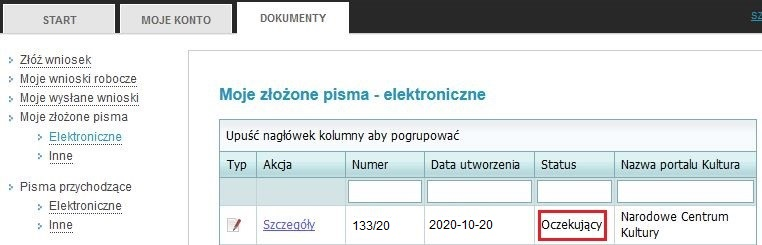 START
MOJE KONTO
DOKUMENTY
Złóż wniosek
Moje wnioski robocze
Moje wysłane wnioski
Moje złożone pisma
Elektroniczne
Inne
Pisma przychodzące
Elektroniczne
Inne
Moje złożone pisma - elektroniczne
Upuść nagłówek kolumny aby pogrupować
Typ Akcja Numer Data utworzenia Status Nazwa portalu Kultura
Szczegóły 133/20 2020-10-20 Oczekujący Narodowe Centrum
Kultury